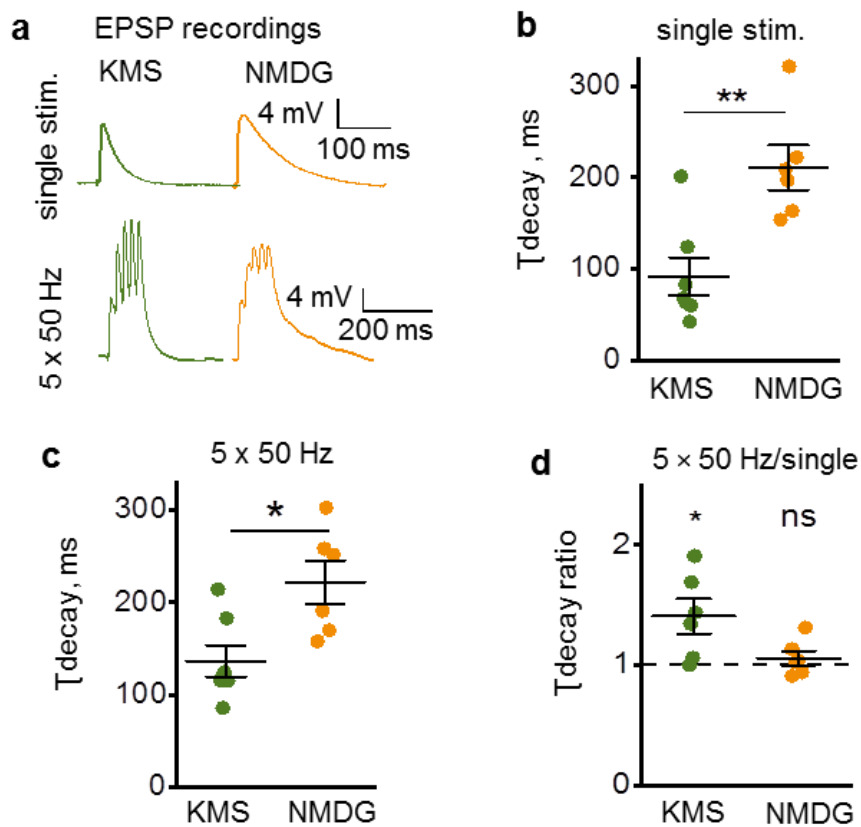 a
EPSP recordings
KMS
NMDG
single stim.
4 mV
100 ms
5 x 50 Hz
4 mV
200 ms
b
single stim.
τdecay , ms
300
200
100
0
**
KMS
NMDG
c
5 x 50 Hz
τdecay, ms
300
200
100
0
*
KMS
NMDG
d
5 × 50 Hz/single
τdecay ratio
2
1
0
*
ns
KMS
NMDG